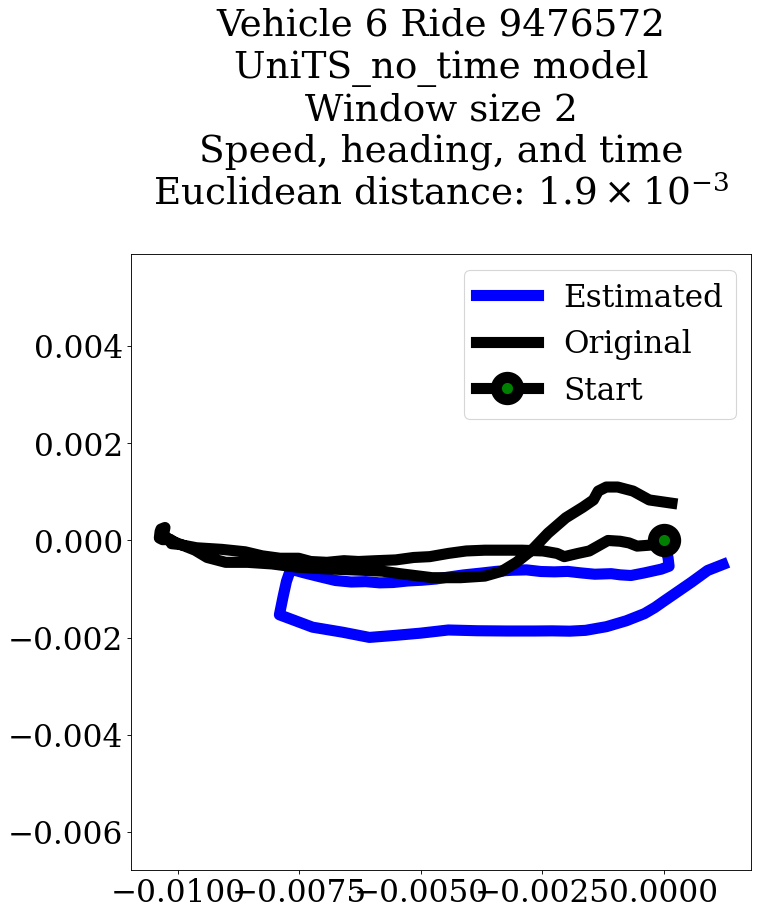 Vehicle 6 Ride 9476572
UniTS_no_time model
Window size 2
Speed, heading, and time
Euclidean distance: 1.9 × 10⁻³
Estimated
Original
Start
0.004
0.002
0.000
−0.002
−0.004
−0.006
−0.0100 −0.0075 −0.0050 −0.0025 0.0000